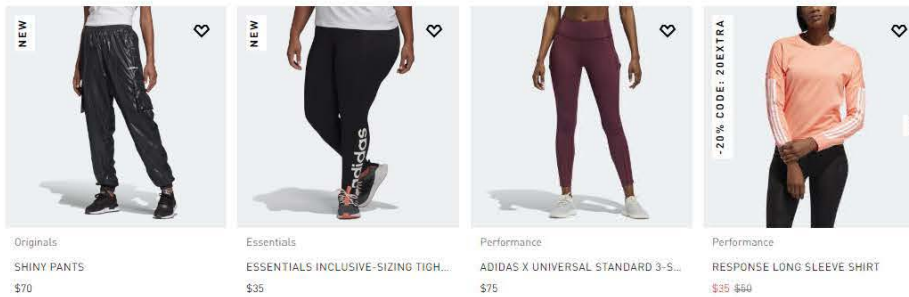 NEW
NEW
-20% CODE: 20EXTRA
adidas
Originals
Essentials
Performance
Performance
SHINY PANTS
ESSENTIALS INCLUSIVE-SIZING TIGH...
ADIDAS X UNIVERSAL STANDARD 3-S...
RESPONSE LONG SLEEVE SHIRT
$70
$35
$75
$35 $50